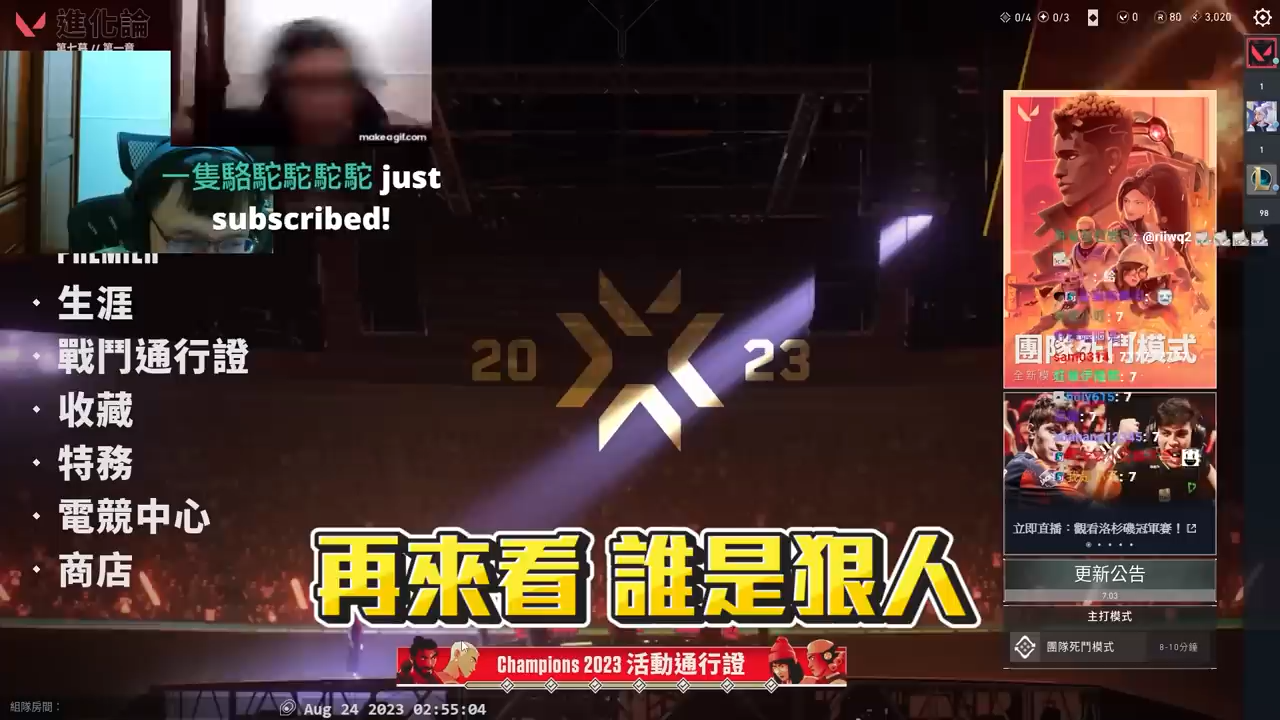 進化論
第七幕 // 第一章
0/4
0/3
0
80
3,020
makeagif.com
一隻駱駝駝駝駝 just
subscribed!
PREMIER
生涯
戰鬥通行證
收藏
特務
電競中心
商店
20
23
1
1
98
@riiwq2
: 7
團隊死鬥模式
: 7
: 7
: 7
: 7
: 7
立即直播：觀看洛杉磯冠軍賽！
更新公告
7.03
主打模式
團隊死鬥模式
8-10分鐘
再來看 誰是狠人
Champions 2023 活動通行證
組隊房間：
Aug 24 2023 02:55:04